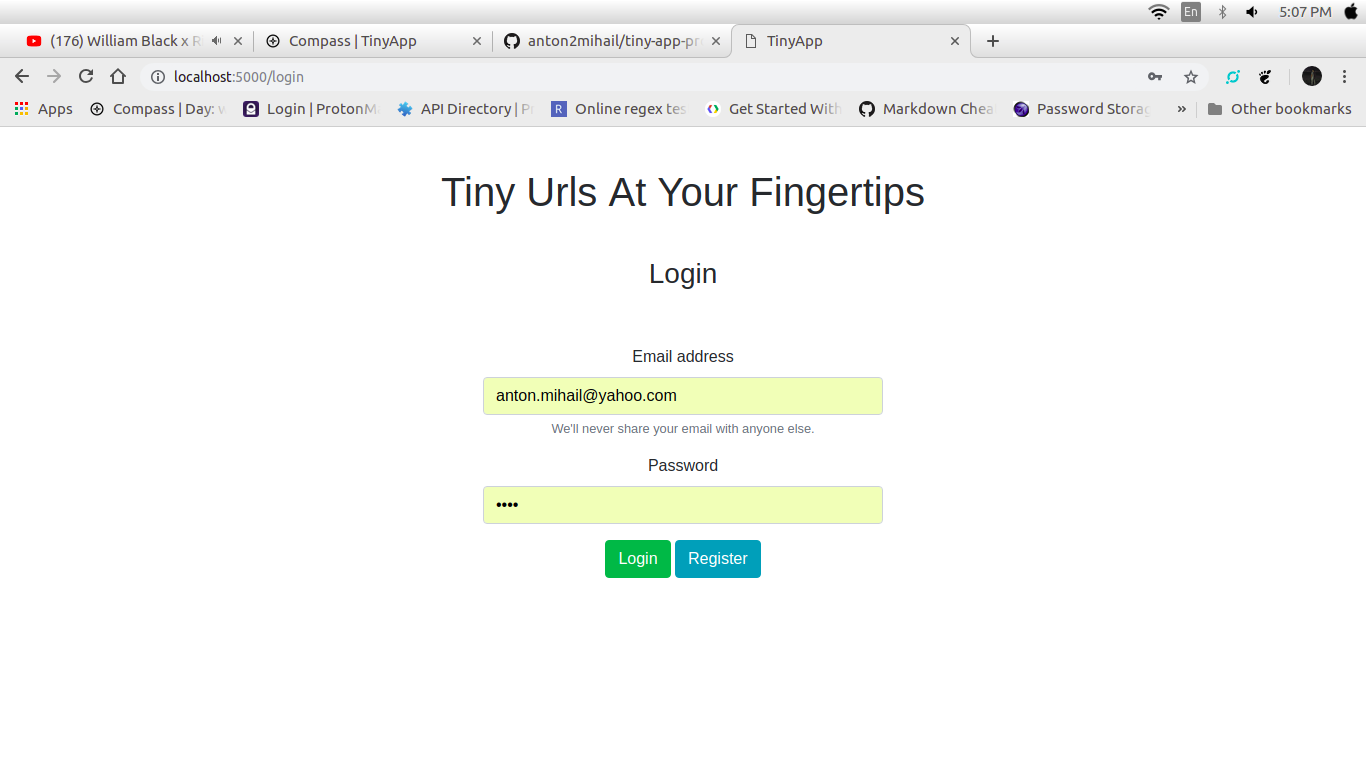 En 5:07 PM
(176) William Black x Compass | TinyApp anton2mihail/tiny-app-pr TinyApp
localhost:5000/login
Apps Compass | Day: Login | ProtonM API Directory | Online regex tes Get Started With Markdown Chea Password Storag » Other bookmarks
Tiny Urls At Your Fingertips
Login
Email address
anton.mihail@yahoo.com
We'll never share your email with anyone else.
Password
••••
Login Register